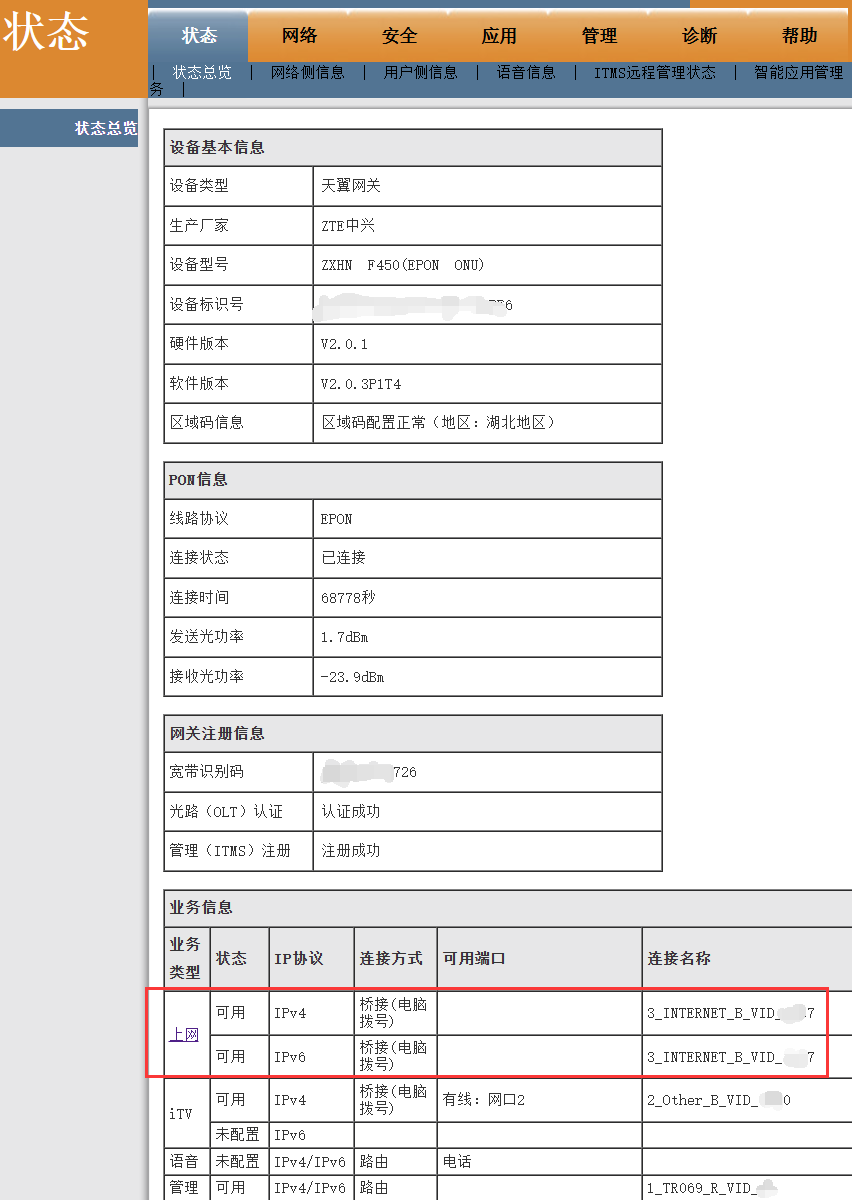 状态
状态 网络 安全 应用 管理 诊断 帮助
| 状态总览 | 网络侧信息 | 用户侧信息 | 语音信息 | ITMS远程管理状态 | 智能应用管理
务 |
状态总览
设备基本信息
设备类型 天翼网关
生产厂家 ZTE中兴
设备型号 ZXHN F450(EPON ONU)
设备标识号 6
硬件版本 V2.0.1
软件版本 V2.0.3P1T4
区域码信息 区域码配置正常（地区：湖北地区）
PON信息
线路协议 EPON
连接状态 已连接
连接时间 68778秒
发送光功率 1.7dBm
接收光功率 -23.9dBm
网关注册信息
宽带识别码 726
光路（OLT）认证 认证成功
管理（ITMS）注册 注册成功
业务信息
业务
类型 状态 IP协议 连接方式 可用端口 连接名称
上网 可用 IPv4 桥接(电脑
拨号) 3_INTERNET_B_VID_ 7
可用 IPv6 桥接(电脑
拨号) 3_INTERNET_B_VID_ 7
iTV 可用 IPv4 桥接(电脑
拨号) 有线：网口2 2_Other_B_VID_ 0
未配置 IPv6
语音 未配置 IPv4/IPv6 路由 电话
管理 可用 IPv4/IPv6 路由 1_TR069_R_VID_